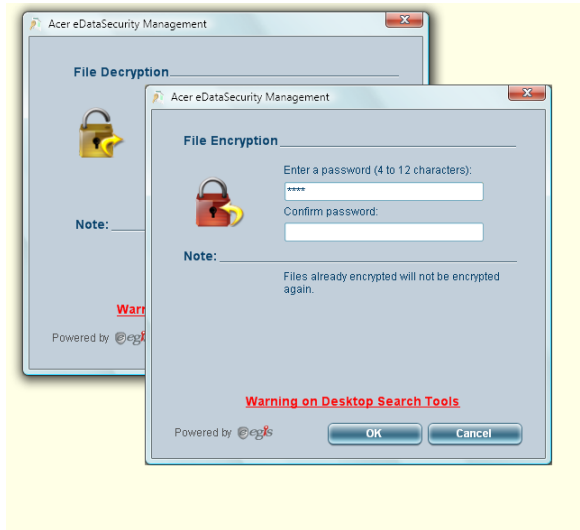 Acer eDataSecurity Management
File Decryption
Note:
Warn
Powered by egis
Acer eDataSecurity Management
File Encryption
Enter a password (4 to 12 characters):
****
Confirm password:
Note:
Files already encrypted will not be encrypted
again.
Warning on Desktop Search Tools
Powered by egis
OK
Cancel